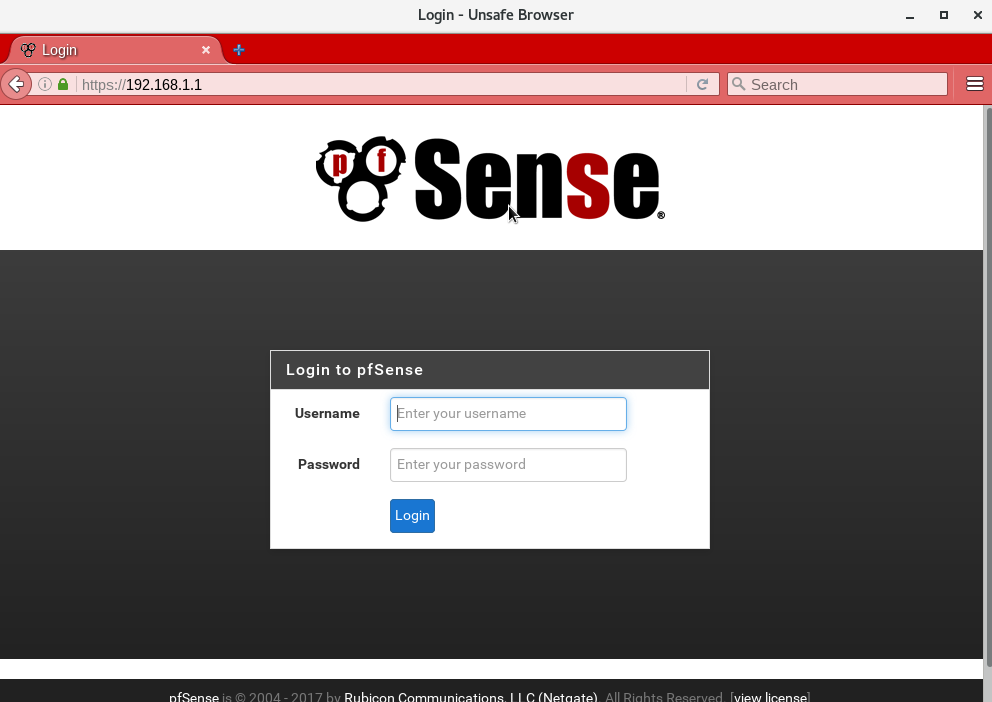 Login - Unsafe Browser
Login
https://192.168.1.1
Search
pf Sense®
Login to pfSense
Username
Enter your username
Password
Enter your password
Login
pfSense is © 2004 - 2017 by Rubicon Communications, LLC (Netgate). All Rights Reserved. [view license]